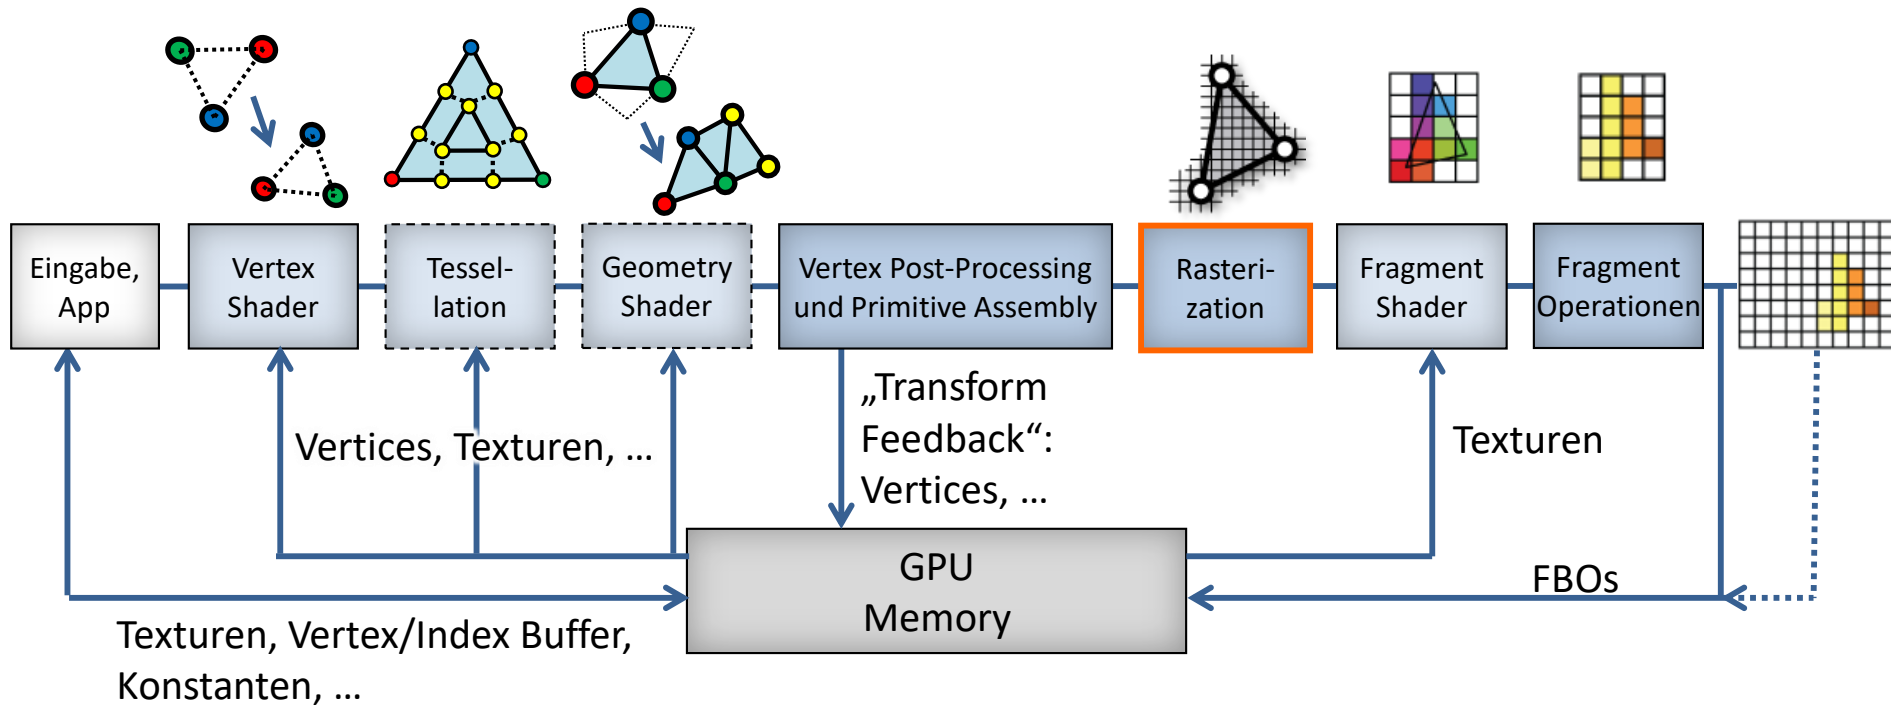 Eingabe,
App
Vertex
Shader
Tessel-
lation
Geometry
Shader
Vertex Post-Processing
und Primitive Assembly
Rasteri-
zation
Fragment
Shader
Fragment
Operationen
Vertices, Texturen, …
„Transform
Feedback“:
Vertices, …
Texturen
GPU
Memory
FBOs
Texturen, Vertex/Index Buffer,
Konstanten, …